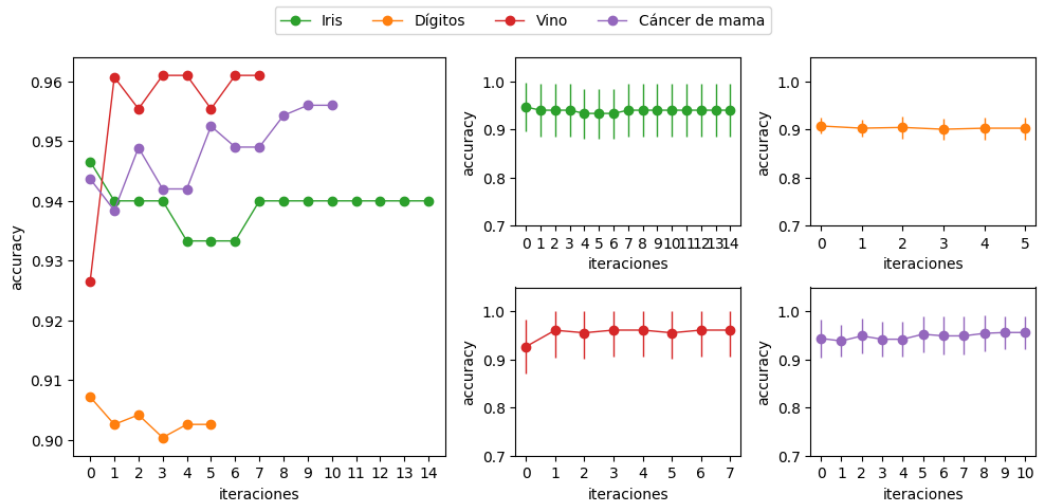 Iris Dígitos Vino Cáncer de mama
accuracy
0.96
0.95
0.94
0.93
0.92
0.91
0.90
0 1 2 3 4 5 6 7 8 9 10 11 12 13 14
iteraciones
accuracy
1.0
0.9
0.8
0.7
0 1 2 3 4 5 6 7 8 9 10 11 12 13 14
iteraciones
accuracy
1.0
0.9
0.8
0.7
0 1 2 3 4 5
iteraciones
accuracy
1.0
0.9
0.8
0.7
0 1 2 3 4 5 6 7
iteraciones
accuracy
1.0
0.9
0.8
0.7
0 1 2 3 4 5 6 7 8 9 10
iteraciones